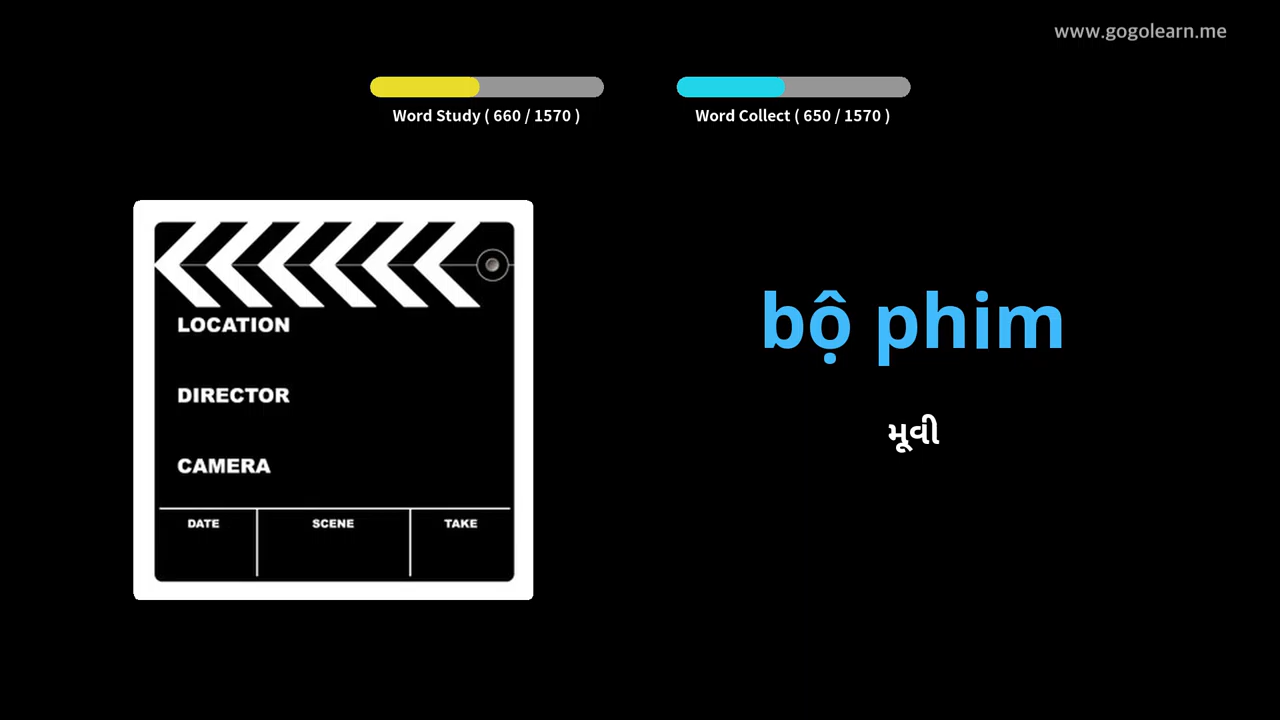 www.gogolearn.me
Word Study ( 660 / 1570 )
Word Collect ( 650 / 1570 )
LOCATION
DIRECTOR
CAMERA
DATE
SCENE
TAKE
bộ phim
મૂવી